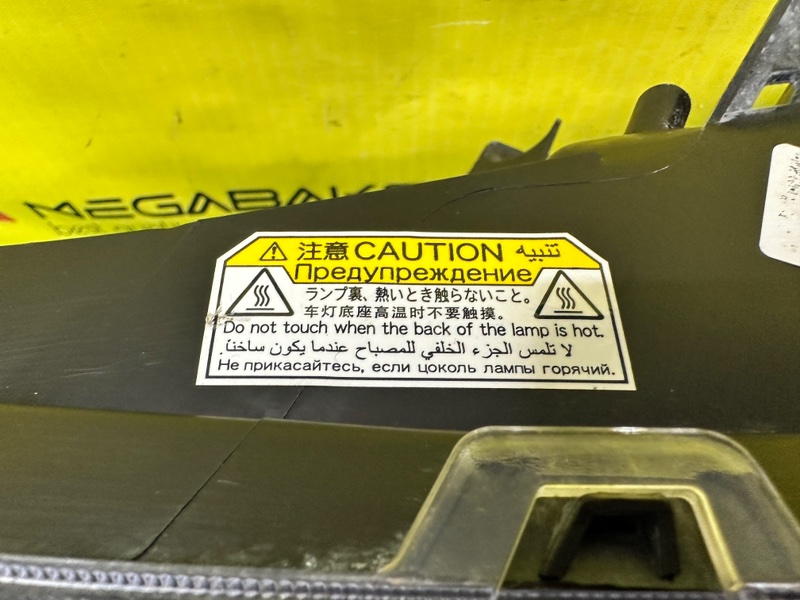 MEGABAK
注意 CAUTION تنبيه
Предупреждение
ランプ裏、熱いとき触らないこと。
车灯底座高温时不要触摸。
Do not touch when the back of the lamp is hot.
لا تلمس الجزء الخلفي للمصباح عندما يكون ساخنا.
Не прикасайтесь, если цоколь лампы горячий.